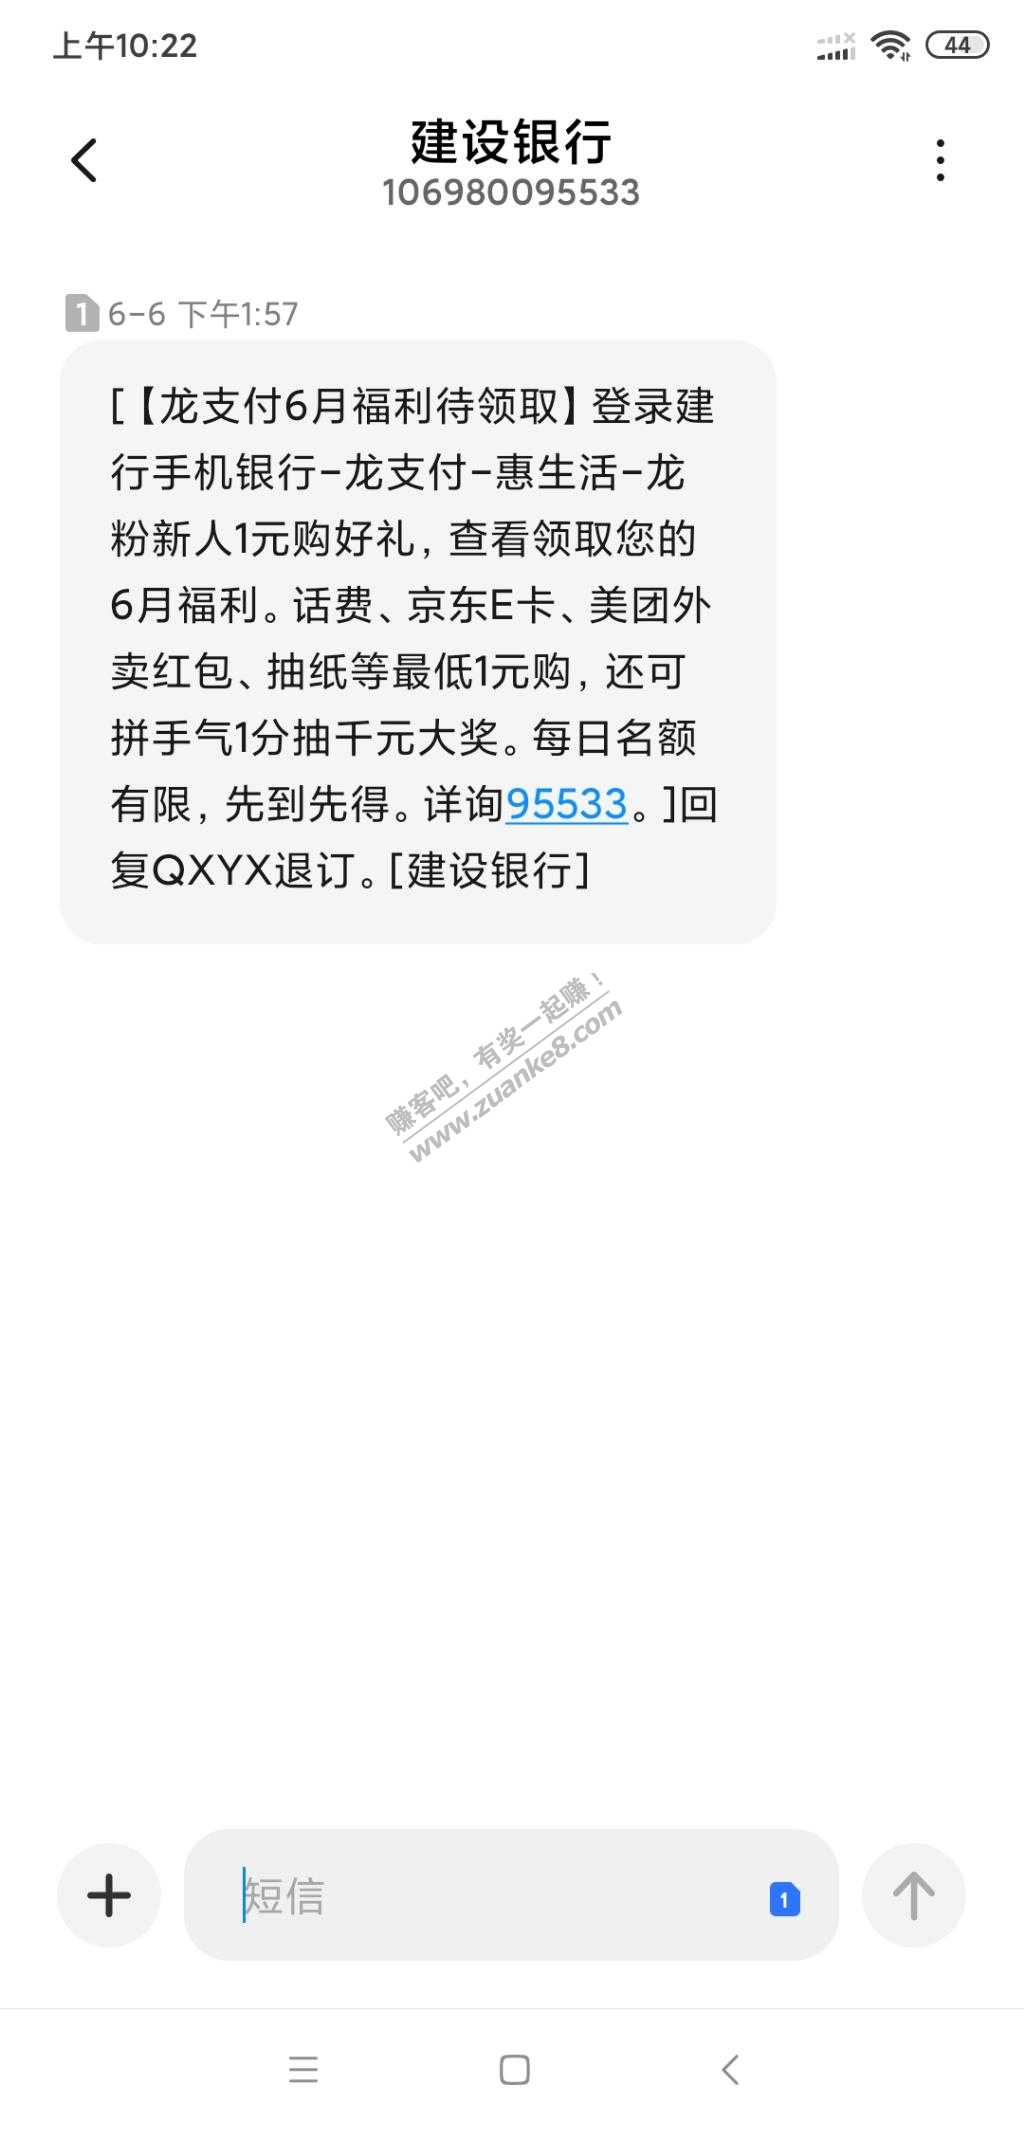 上午10:22
44
建设银行
106980095533
1 6-6 下午1:57
[【龙支付6月福利待领取】登录建
行手机银行-龙支付-惠生活-龙
粉新人1元购好礼，查看领取您的
6月福利。话费、京东E卡、美团外
卖红包、抽纸等最低1元购，还可
拼手气1分抽千元大奖。每日名额
有限，先到先得。详询95533。]回
复QXYX退订。[建设银行]
赚客吧，有奖一起赚！
www.zuanke8.com
短信
1